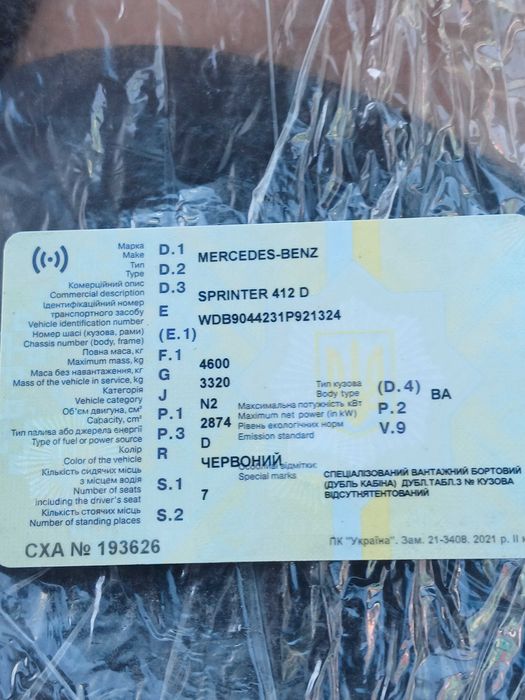 Марка D.1 MERCEDES-BENZ
Make
Тип D.2
Type
Комерційний опис D.3 SPRINTER 412 D
Commercial description
Ідентифікаційний номер
транспортного засобу E WDB9044231P921324
Vehicle identification number
Номер шасі (кузова, рами) (E.1)
Chassis number (body, frame)
Повна маса, кг F.1 4600
Maximum mass, kg
Маса без навантаження, кг G 3320
Mass of the vehicle in service, kg
Категорія J N2
Vehicle category
Тип кузова (D.4) BA
Body type
Об'єм двигуна, см³ P.1 2874
Capacity, cm³
Максимальна потужність кВт P.2
Maximum net power (in kW)
Тип палива або джерела енергії P.3 D
Type of fuel or power source
Рівень екологічних норм V.9
Emission standard
Колір R ЧЕРВОНИЙ
Color of the vehicle
відмітки:
Special marks
СПЕЦІАЛІЗОВАНИЙ ВАНТАЖНИЙ БОРТОВИЙ
(ДУБЛЬ КАБІНА) ДУБЛ.ТАБЛ.З № КУЗОВА
ВІДСУТНЯТЕНТОВАНИЙ
Кількість сидячих місць
з місцем водія S.1 7
Number of seats
including the driver's seat
Кількість стоячих місць S.2
Number of standing places
СХА № 193626
ПК "Україна". Зам. 21-3408. 2021 р. ІІ